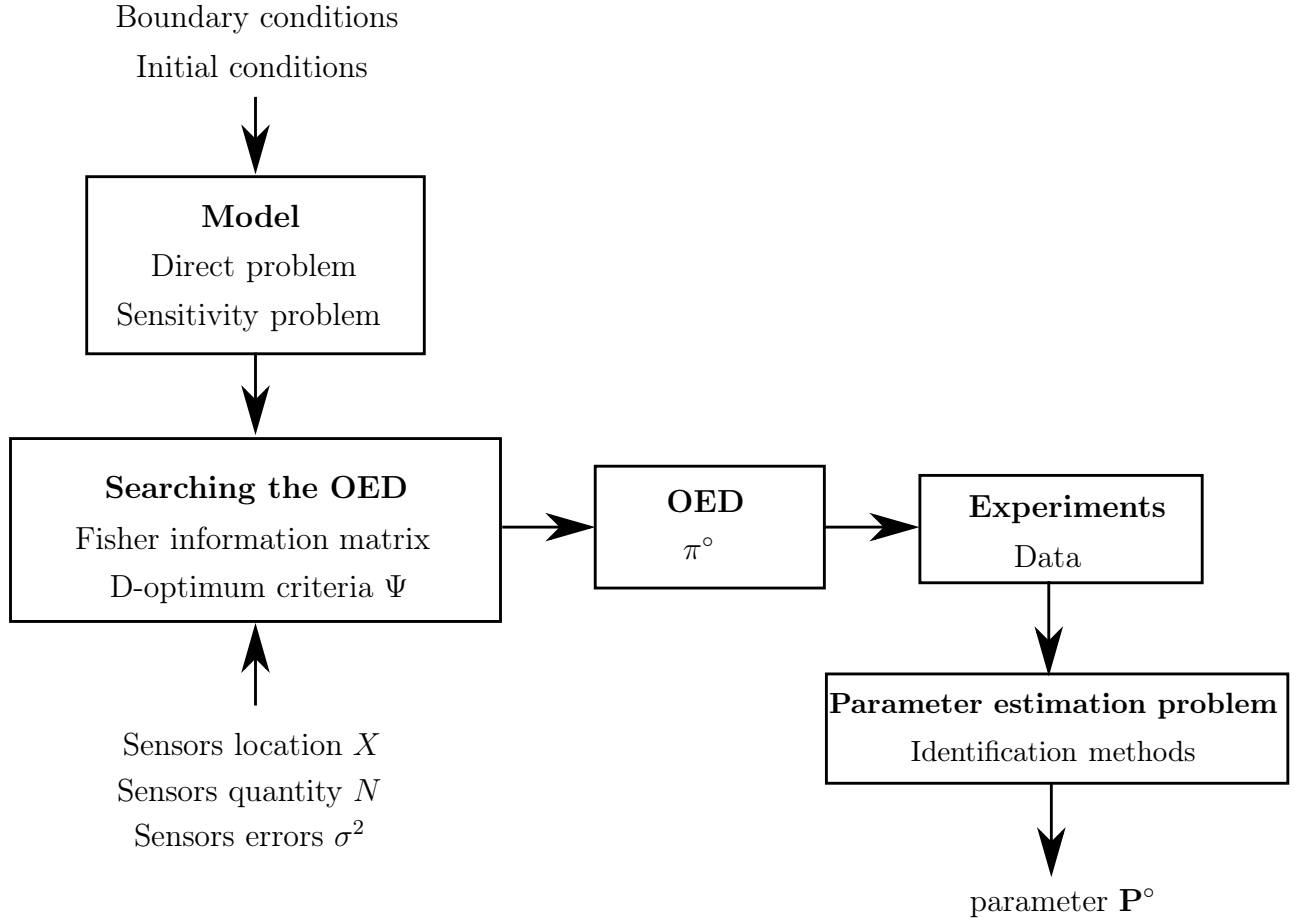 Boundary conditions
Initial conditions
Model
Direct problem
Sensitivity problem
Searching the OED
Fisher information matrix
D-optimum criteria Ψ
OED
π°
Experiments
Data
Parameter estimation problem
Identification methods
Sensors location X
Sensors quantity N
Sensors errors σ²
parameter P°